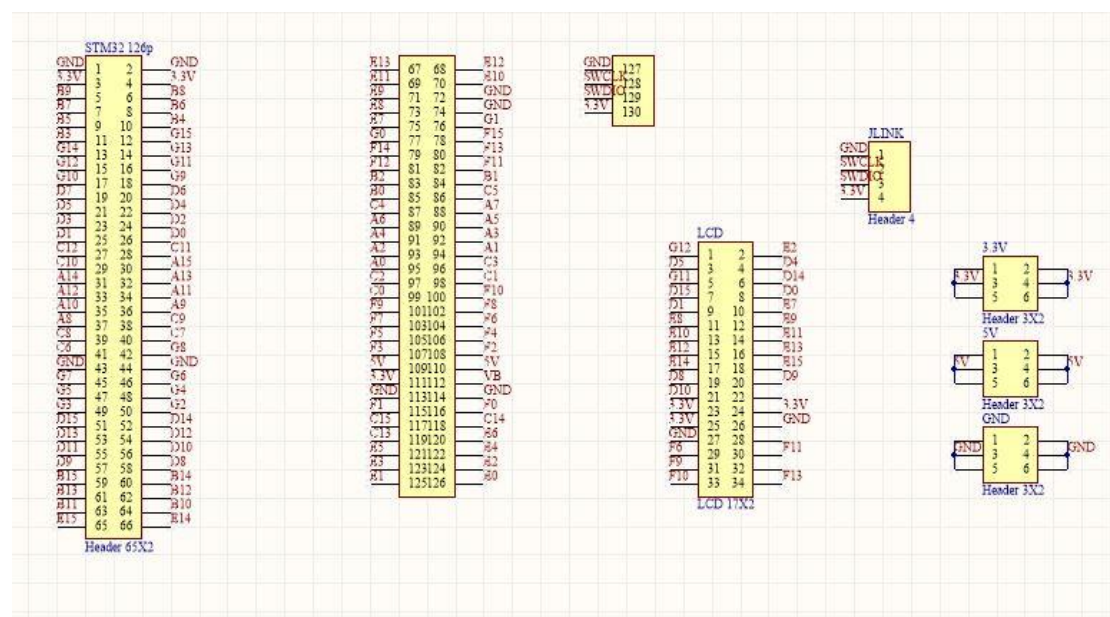 STM32 126p
GND 1 2 GND
3.3V 3 4 3.3V
B9 5 6 B8
B7 7 8 B6
B5 9 10 B4
B3 11 12 G15
G14 13 14 G13
G12 15 16 G11
G10 17 18 G9
D7 19 20 D6
D5 21 22 D4
D3 23 24 D2
D1 25 26 D0
C12 27 28 C11
C10 29 30 A15
A14 31 32 A13
A12 33 34 A11
A10 35 36 A9
A8 37 38 C9
C8 39 40 C7
C6 41 42 G8
GND 43 44 GND
G7 45 46 G6
G5 47 48 G4
G3 49 50 G2
D15 51 52 D14
D13 53 54 D12
D11 55 56 D10
D9 57 58 D8
B15 59 60 B14
B13 61 62 B12
B11 63 64 B10
E15 65 66 E14
Header 65X2
E13 67 68 E12
E11 69 70 E10
E9 71 72 GND
E8 73 74 GND
E7 75 76 G1
G0 77 78 F15
F14 79 80 F13
F12 81 82 F11
B2 83 84 B1
B0 85 86 C5
C4 87 88 A7
A6 89 90 A5
A4 91 92 A3
A2 93 94 A1
A0 95 96 C3
C2 97 98 C1
C0 99 100 F10
F9 101 102 F8
F7 103 104 F6
F5 105 106 F4
F3 107 108 F2
5V 109 110 5V
3.3V 111 112 VB
GND 113 114 GND
F1 115 116 F0
C15 117 118 C14
C13 119 120 E6
E5 121 122 E4
E3 123 124 E2
E1 125 126 E0
GND 127
SWCLK 128
SWDIO 129
3.3V 130
JLINK
GND 1
SWCLK 2
SWDIO 3
3.3V 4
Header 4
LCD
G12 1 2 E2
D5 3 4 D4
G11 5 6 D14
D15 7 8 D0
D1 9 10 E7
E8 11 12 E9
E10 13 14 E11
E12 15 16 E13
E14 17 18 E15
D8 19 20 D9
D10 21 22
3.3V 23 24 3.3V
3.3V 25 26 GND
GND 27 28
F6 29 30 F11
F9 31 32
F10 33 34 F13
LCD 17X2
3.3V
1 2
3.3V 3 4 3.3V
5 6
Header 3X2
5V
1 2
5V 3 4 5V
5 6
Header 3X2
GND
1 2
GND 3 4 GND
5 6
Header 3X2